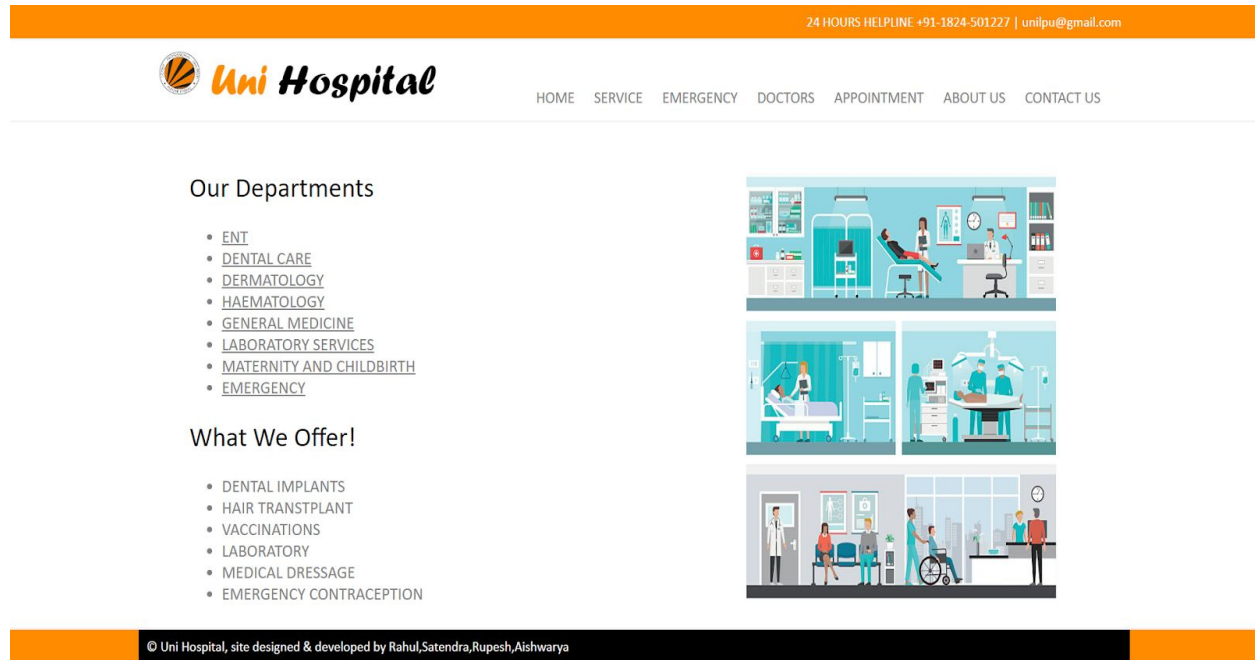 24 HOURS HELPLINE +91-1824-501227 | unilpu@gmail.com
Uni Hospital
HOME SERVICE EMERGENCY DOCTORS APPOINTMENT ABOUT US CONTACT US
Our Departments
• ENT
• DENTAL CARE
• DERMATOLOGY
• HAEMATOLOGY
• GENERAL MEDICINE
• LABORATORY SERVICES
• MATERNITY AND CHILDBIRTH
• EMERGENCY
What We Offer!
• DENTAL IMPLANTS
• HAIR TRANSTPLANT
• VACCINATIONS
• LABORATORY
• MEDICAL DRESSAGE
• EMERGENCY CONTRACEPTION
© Uni Hospital, site designed & developed by Rahul,Satendra,Rupesh,Aishwarya